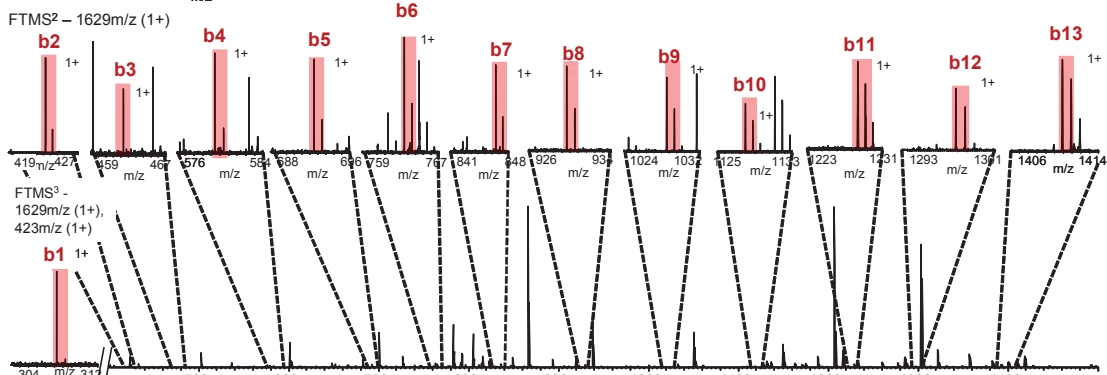 m/z
FTMS² – 1629m/z (1+)
b2 1+
b3 1+
b4 1+
b5 1+
b6 1+
b7 1+
b8 1+
b9 1+
b10 1+
b11 1+
b12 1+
b13 1+
419 m/z 427
459 m/z 467
576 m/z 584
688 m/z 696
759 m/z 767
841 m/z 848
926 m/z 934
1024 m/z 1032
1125 m/z 1133
1223 m/z 1231
1293 m/z 1301
1406 m/z 1414
FTMS³ -
1629m/z (1+),
423m/z (1+)
b1 1+
304 m/z 312